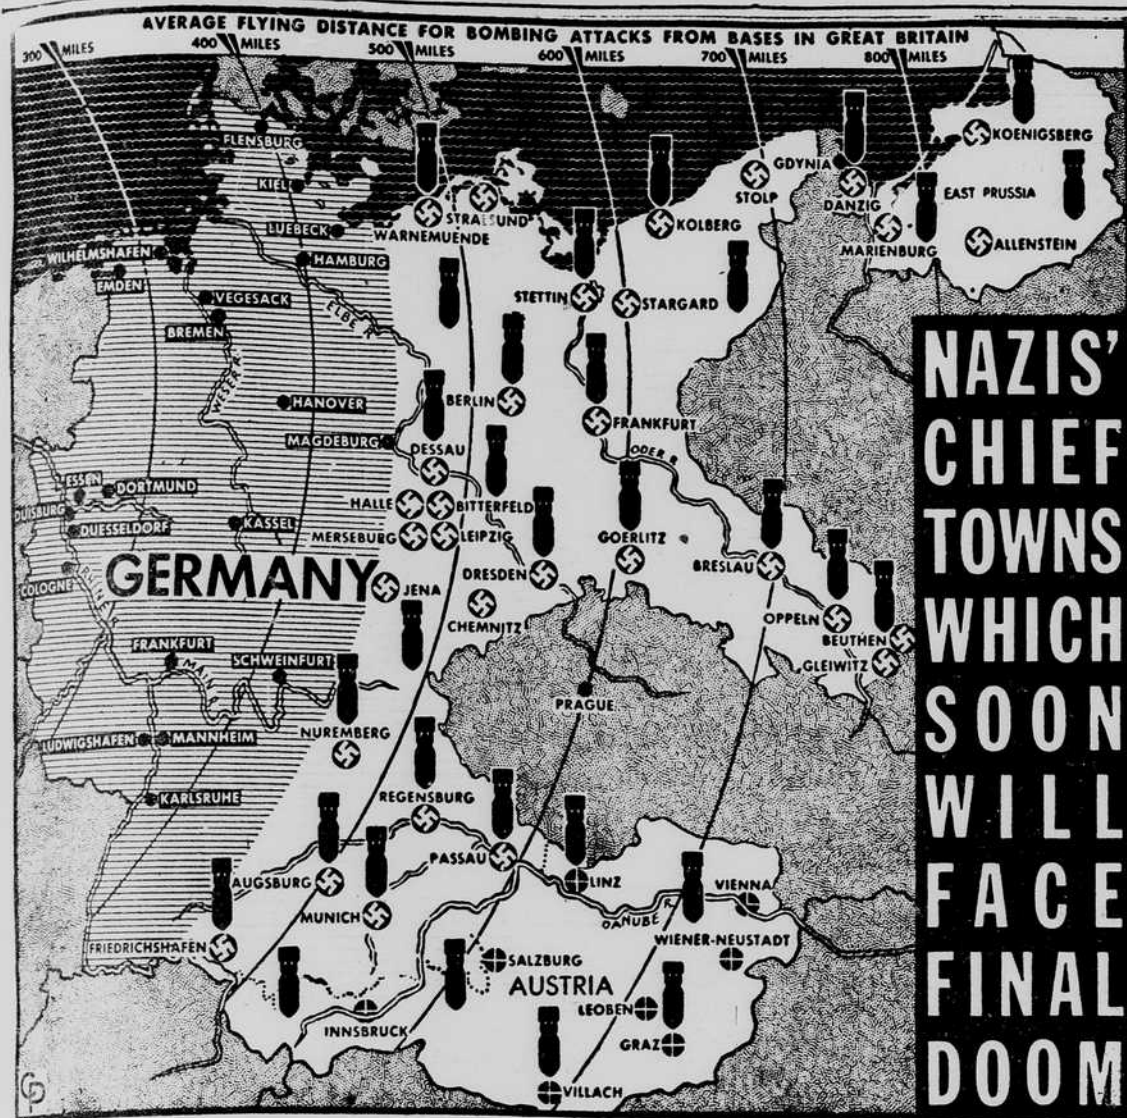 AVERAGE FLYING DISTANCE FOR BOMBING ATTACKS FROM BASES IN GREAT BRITAIN
300 MILES
400 MILES
500 MILES
600 MILES
700 MILES
800 MILES
FLENSBURG
KIEL
LUEBECK
WILHELMSHAFEN
EMDEN
HAMBURG
VEGESACK
BREMEN
ELBE R.
WESER R.
HANOVER
MAGDEBURG
STRALSUND
WARNEMUENDE
STETTIN
STARGARD
KOLBERG
STOLP
GDYNIA
DANZIG
MARIENBURG
KOENIGSBERG
EAST PRUSSIA
ALLENSTEIN
BERLIN
FRANKFURT
ODER R.
DESSAU
HALLE
BITTERFELD
MERSEBURG
LEIPZIG
ESSEN
DORTMUND
DUISBURG
DUESSELDORF
KASSEL
COLOGNE
RHINE R.
GERMANY
JENA
DRESDEN
CHEMNITZ
GOERLITZ
BRESLAU
OPPELN
BEUTHEN
GLEIWITZ
FRANKFURT
MAIN R.
SCHWEINFURT
PRAGUE
NUREMBERG
LUDWIGSHAFEN
MANNHEIM
KARLSRUHE
REGENSBURG
PASSAU
AUGSBURG
MUNICH
FRIEDRICHSHAFEN
LINZ
DANUBE R.
VIENNA
WIENER-NEUSTADT
SALZBURG
AUSTRIA
INNSBRUCK
LEOBEN
GRAZ
VILLACH
CP
NAZIS'
CHIEF
TOWNS
WHICH
SOON
WILL
FACE
FINAL
DOOM